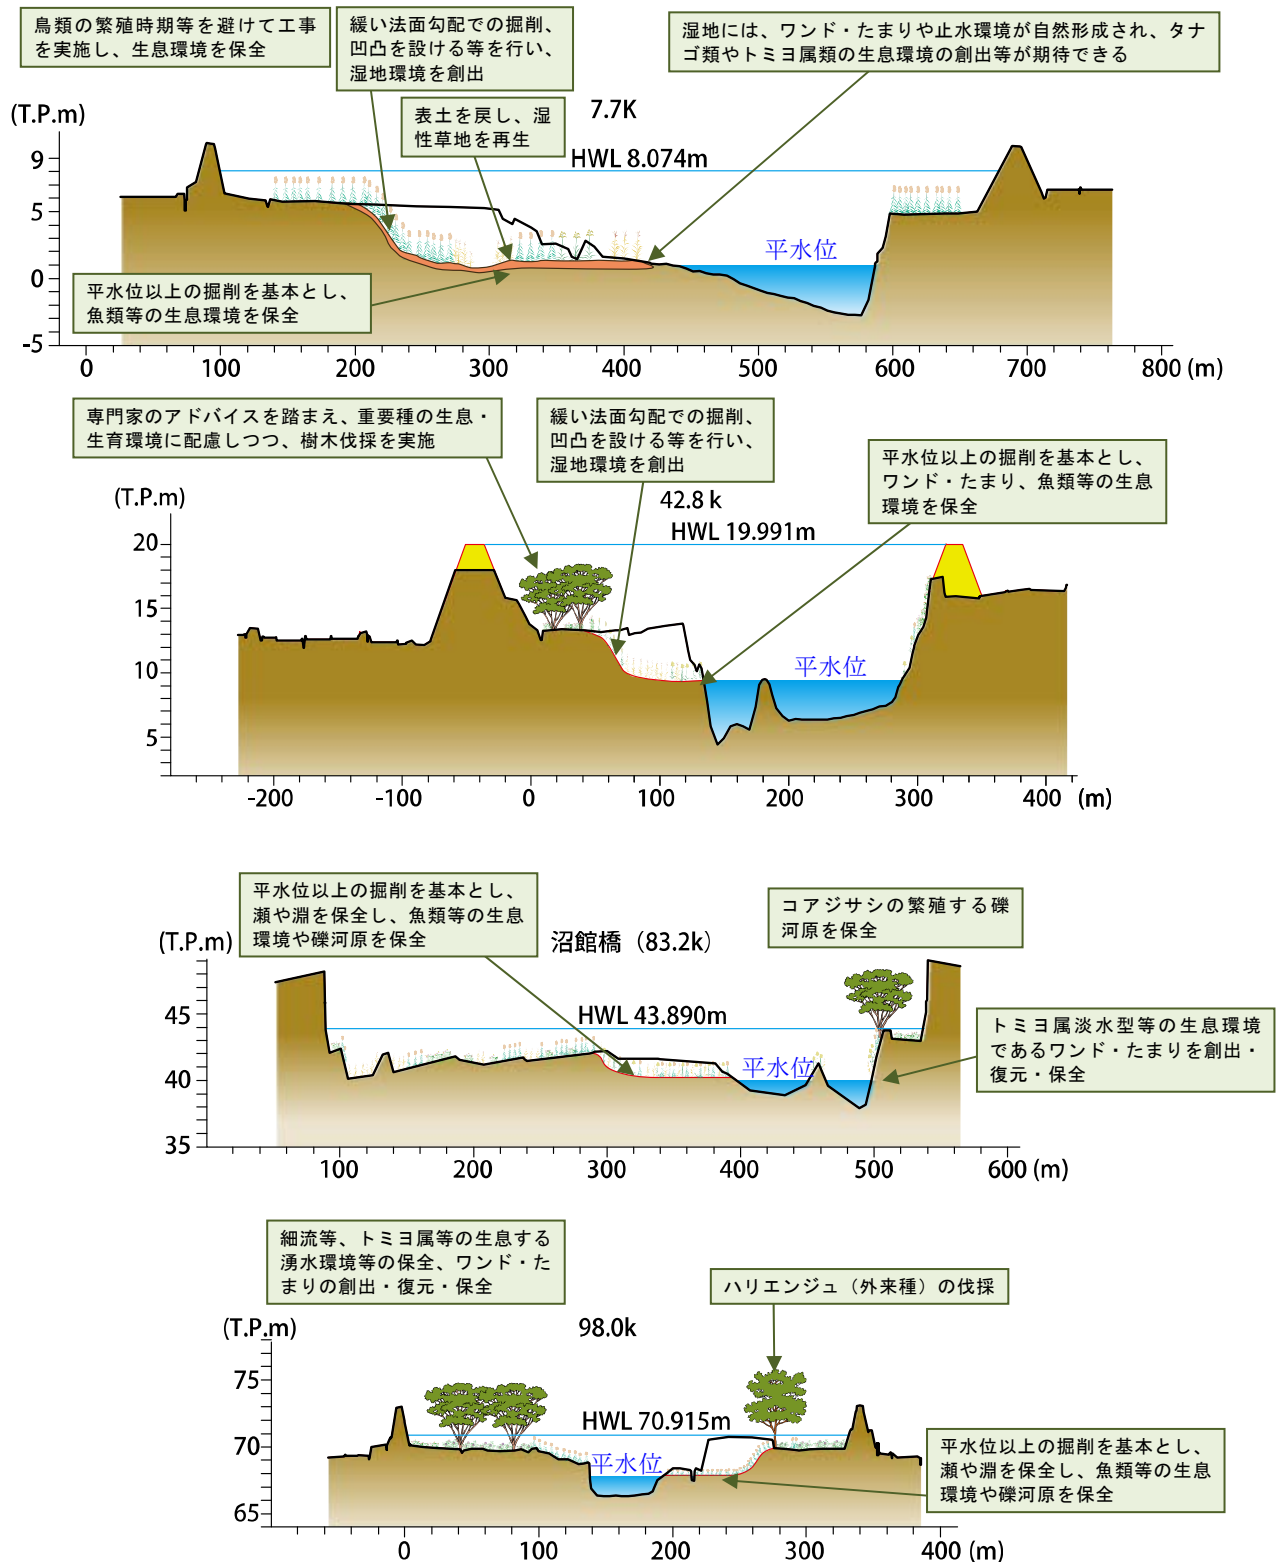 鳥類の繁殖時期等を避けて工事
を実施し、生息環境を保全
緩い法面勾配での掘削、
凹凸を設ける等を行い、
湿地環境を創出
湿地には、ワンド・たまりや止水環境が自然形成され、タナ
ゴ類やトミヨ属類の生息環境の創出等が期待できる
表土を戻し、湿
性草地を再生
7.7K
(T.P.m)
HWL 8.074m
9
5
0
-5
平水位
平水位以上の掘削を基本とし、
魚類等の生息環境を保全
0 100 200 300 400 500 600 700 800 (m)
専門家のアドバイスを踏まえ、重要種の生息・
生育環境に配慮しつつ、樹木伐採を実施
緩い法面勾配での掘削、
凹凸を設ける等を行い、
湿地環境を創出
平水位以上の掘削を基本とし、
ワンド・たまり、魚類等の生息
環境を保全
(T.P.m)
42.8 k
HWL 19.991m
20
15
10
5
平水位
-200 -100 0 100 200 300 400 (m)
平水位以上の掘削を基本とし、
瀬や淵を保全し、魚類等の生息
環境や礫河原を保全
コアジサシの繁殖する礫
河原を保全
(T.P.m)
沼館橋（83.2k）
HWL 43.890m
45
40
35
平水位
トミヨ属淡水型等の生息環境
であるワンド・たまりを創出・
復元・保全
100 200 300 400 500 600 (m)
細流等、トミヨ属等の生息する
湧水環境等の保全、ワンド・た
まりの創出・復元・保全
ハリエンジュ（外来種）の伐採
(T.P.m)
98.0k
HWL 70.915m
75
70
65
平水位
平水位以上の掘削を基本とし、
瀬や淵を保全し、魚類等の生息
環境や礫河原を保全
0 100 200 300 400 (m)